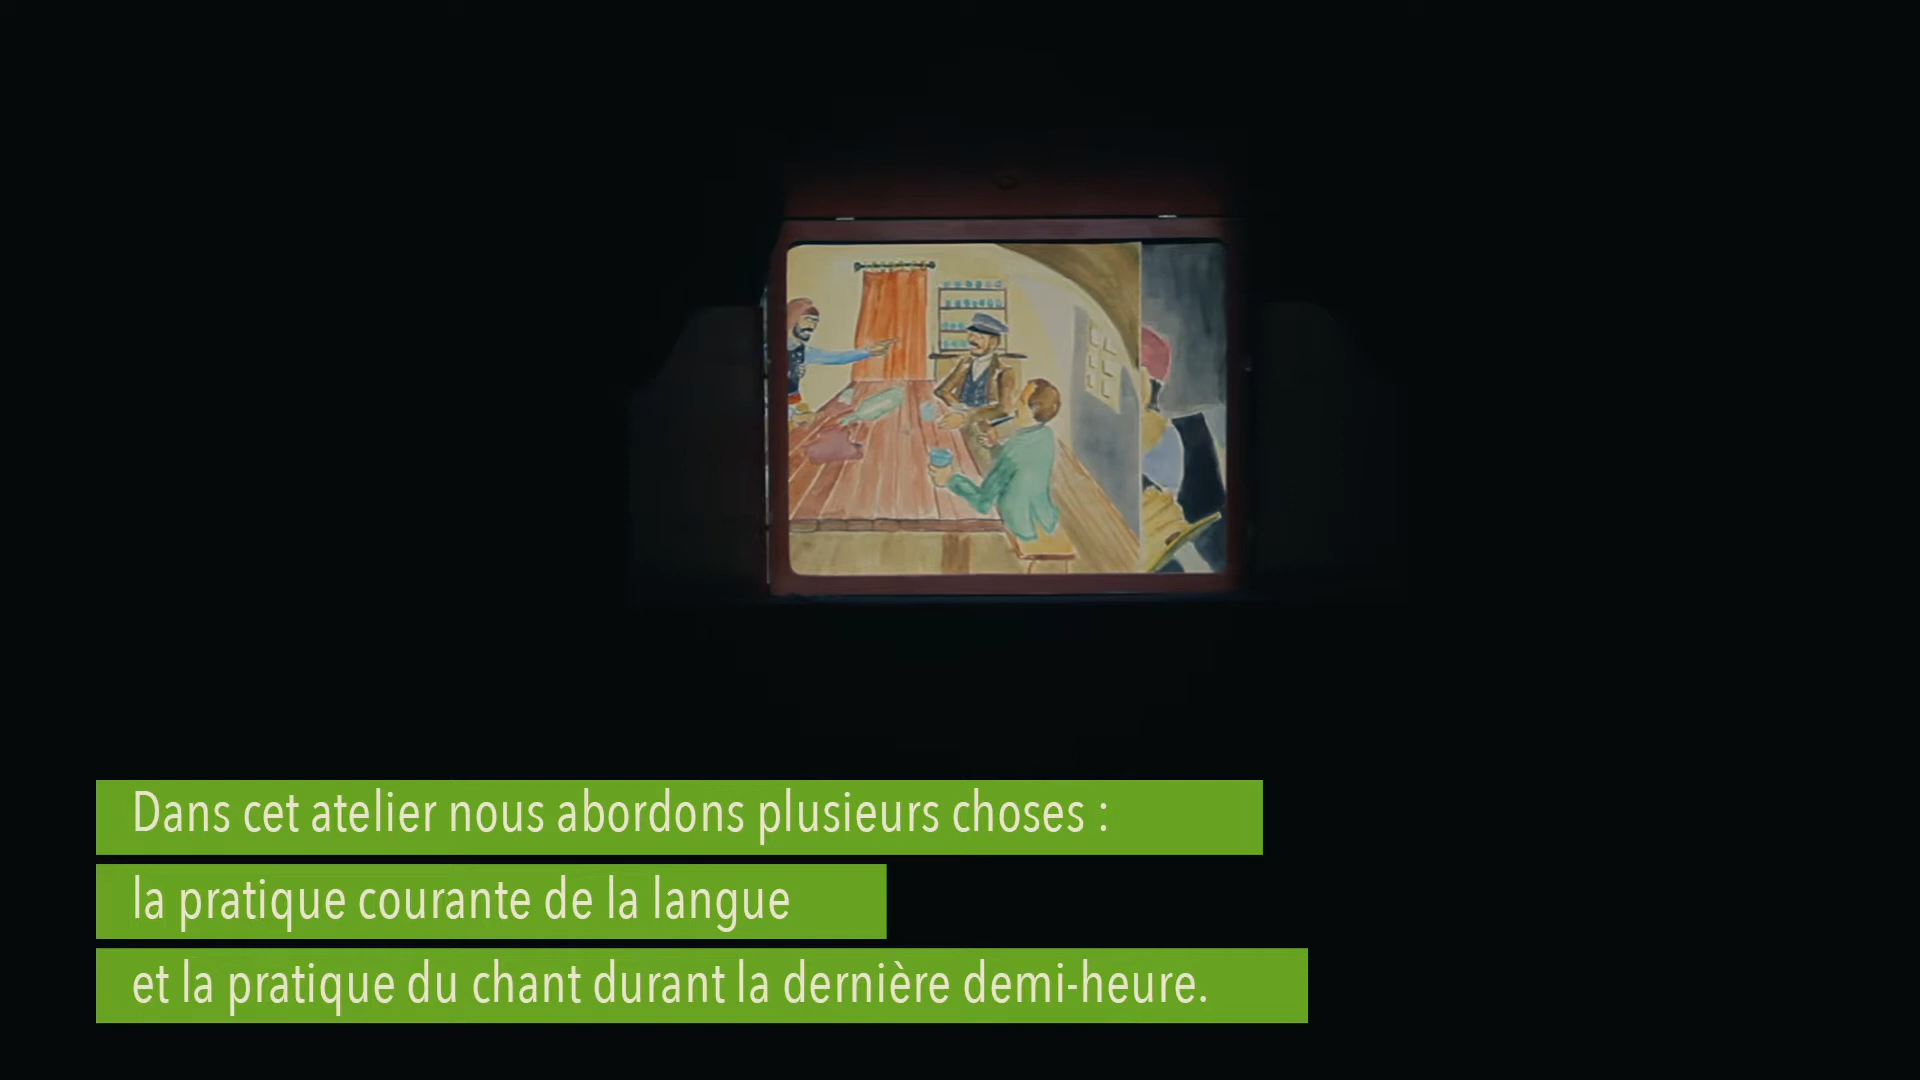 Dans cet atelier nous abordons plusieurs choses :
la pratique courante de la langue
et la pratique du chant durant la dernière demi-heure.